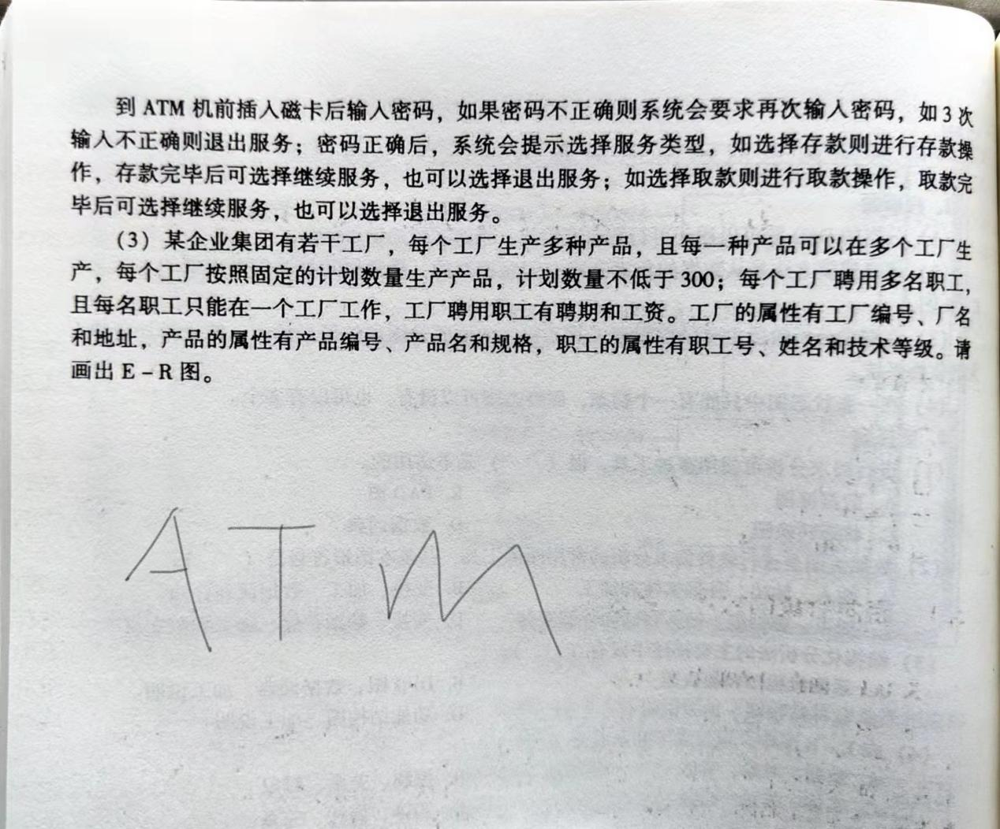 到 ATM 机前插入磁卡后输入密码，如果密码不正确则系统会要求再次输入密码，如 3 次
输入不正确则退出服务；密码正确后，系统会提示选择服务类型，如选择存款则进行存款操
作，存款完毕后可选择继续服务，也可以选择退出服务；如选择取款则进行取款操作，取款完
毕后可选择继续服务，也可以选择退出服务。
（3）某企业集团有若干工厂，每个工厂生产多种产品，且每一种产品可以在多个工厂生
产，每个工厂按照固定的计划数量生产产品，计划数量不低于 300；每个工厂聘用多名职工，
且每名职工只能在一个工厂工作，工厂聘用职工有聘期和工资。工厂的属性有工厂编号、厂名
和地址，产品的属性有产品编号、产品名和规格，职工的属性有职工号、姓名和技术等级。请
画出 E－R 图。
ATM